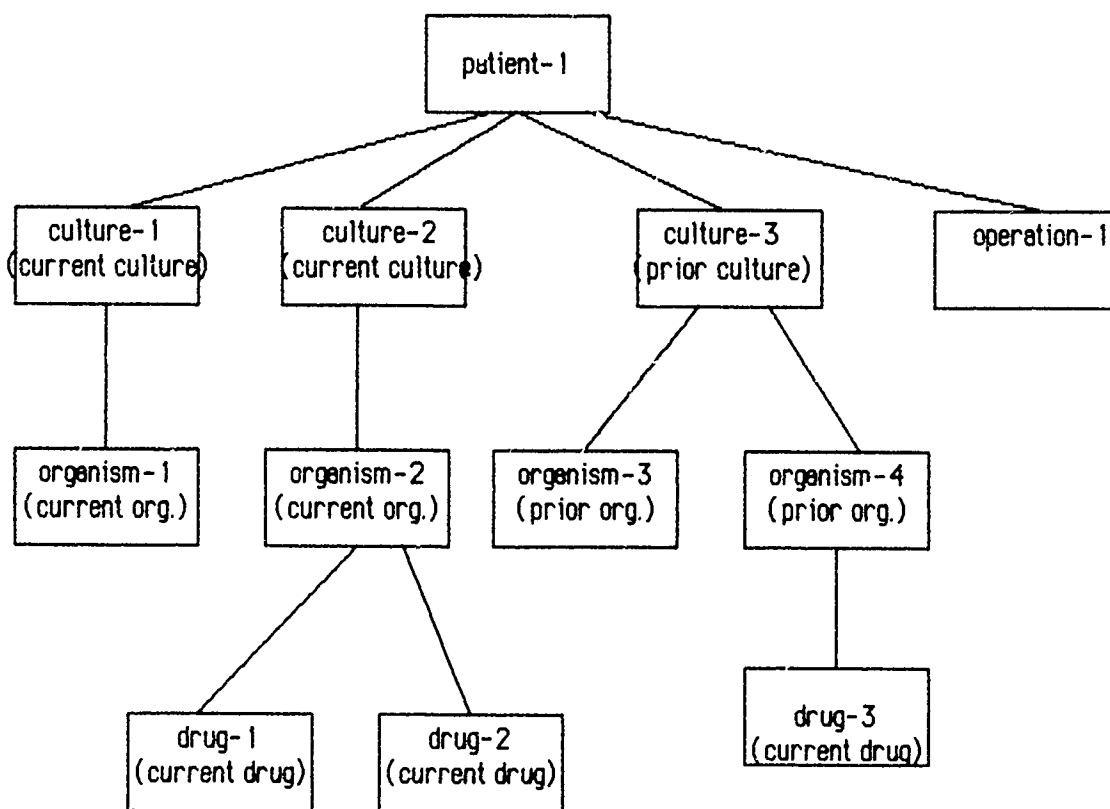 patient-1
culture-1
(current culture)
culture-2
(current culture)
culture-3
(prior culture)
operation-1
organism-1
(current org.)
organism-2
(current org.)
organism-3
(prior org.)
organism-4
(prior org.)
drug-1
(current drug)
drug-2
(current drug)
drug-3
(current drug)